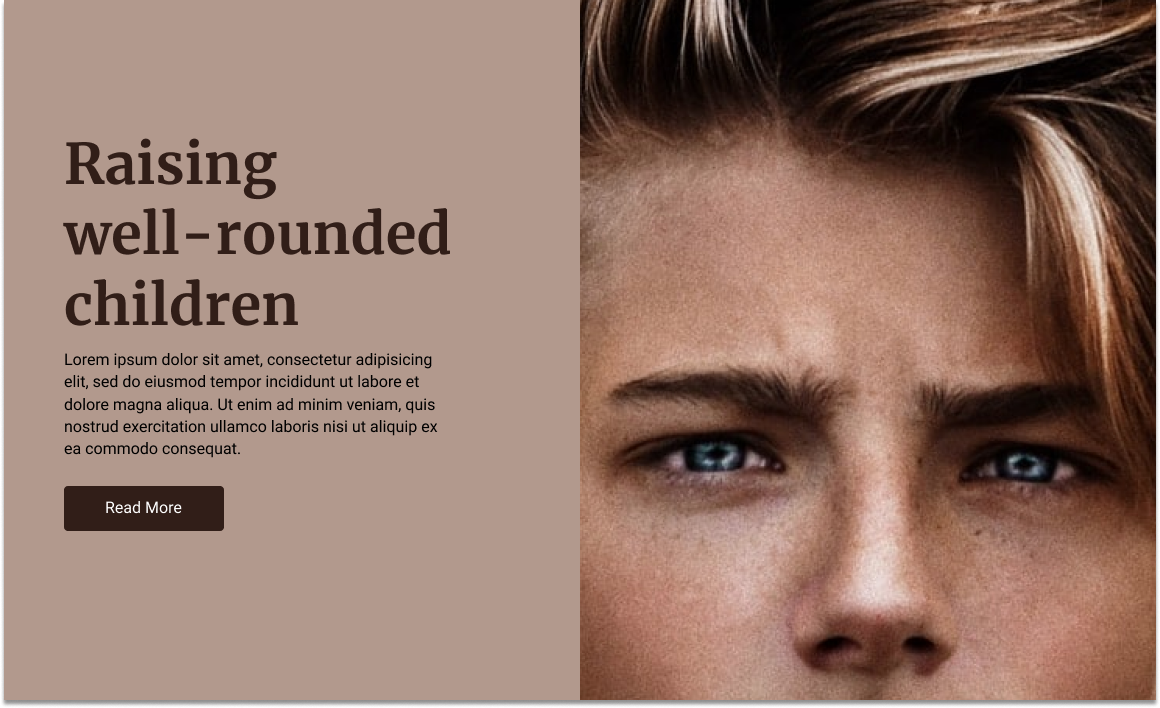 Raising
well-rounded
children
Lorem ipsum dolor sit amet, consectetur adipisicing
elit, sed do eiusmod tempor incididunt ut labore et
dolore magna aliqua. Ut enim ad minim veniam, quis
nostrud exercitation ullamco laboris nisi ut aliquip ex
ea commodo consequat.
Read More